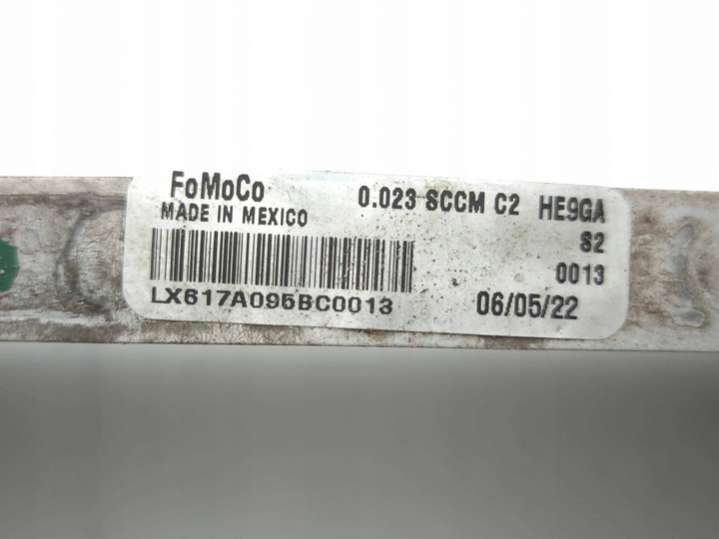 FoMoCo 0.023 SCCM C2 HE9GA
MADE IN MEXICO S2
0013
LX617A095BC0013 06/05/22